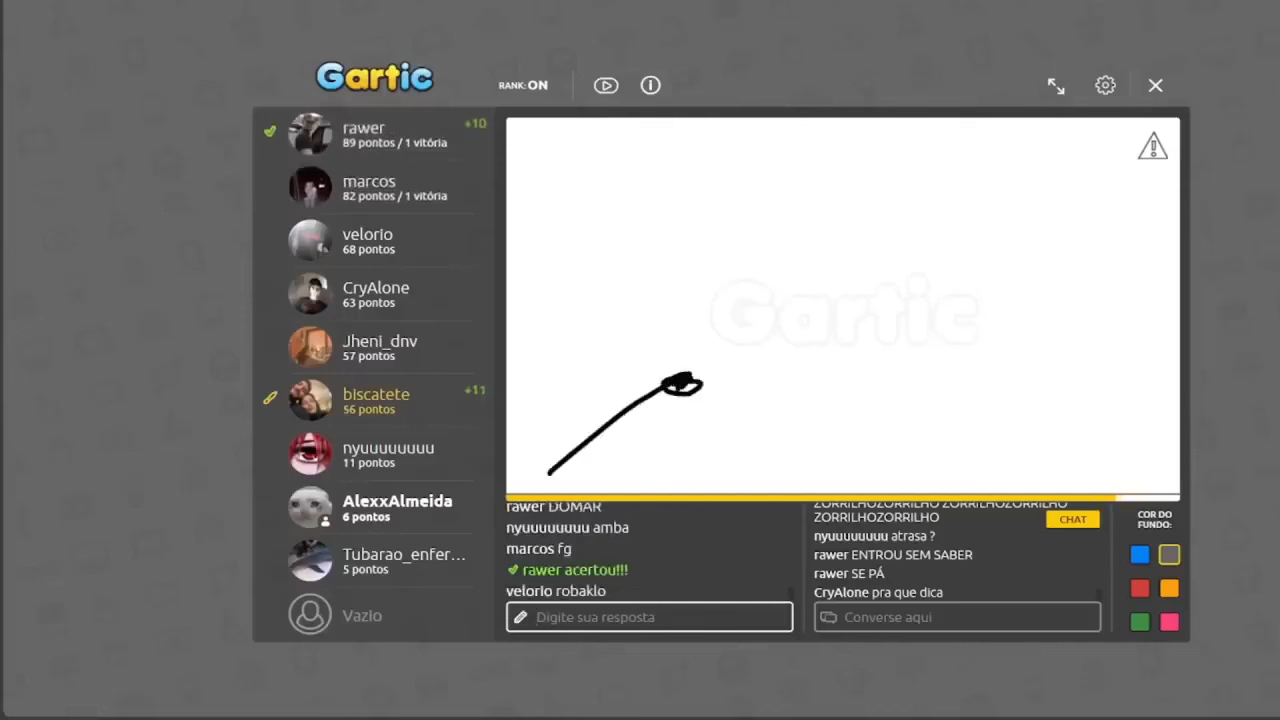 Gartic
RANK: ON
rawer
+10
89 pontos / 1 vitória
marcos
82 pontos / 1 vitória
velorio
68 pontos
CryAlone
63 pontos
Jheni_dnv
57 pontos
biscatete
+11
56 pontos
nyuuuuuuuu
11 pontos
AlexxAlmeida
6 pontos
Tubarao_enfer...
5 pontos
Vazio
Gartic
rawer DOMAR
nyuuuuuuuu amba
marcos fg
rawer acertou!!!
velorio robaklo
Digite sua resposta
ZORRILHOZORRILHO ZORRILHOZORRILHO
ZORRILHOZORRILHO
CHAT
nyuuuuuuuu atrasa ?
rawer ENTROU SEM SABER
rawer SE PÁ
CryAlone pra que dica
Converse aqui
COR DO
FUNDO: